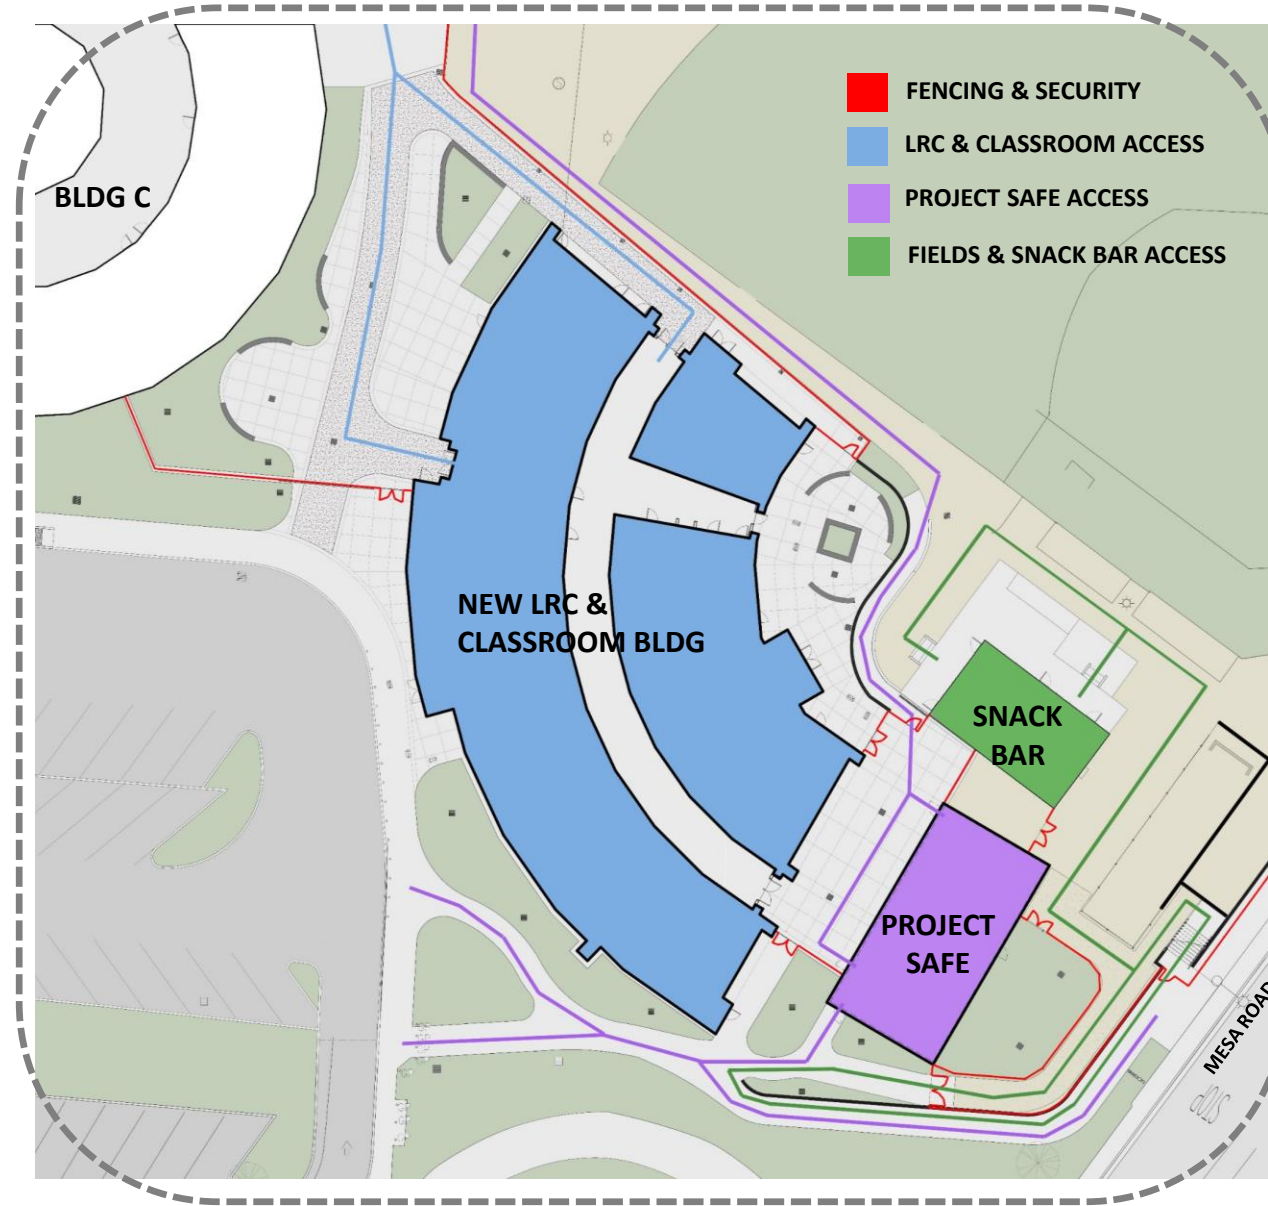 FENCING & SECURITY
LRC & CLASSROOM ACCESS
PROJECT SAFE ACCESS
FIELDS & SNACK BAR ACCESS
BLDG C
NEW LRC &
CLASSROOM BLDG
SNACK
BAR
PROJECT
SAFE
MESA ROAD
STOP